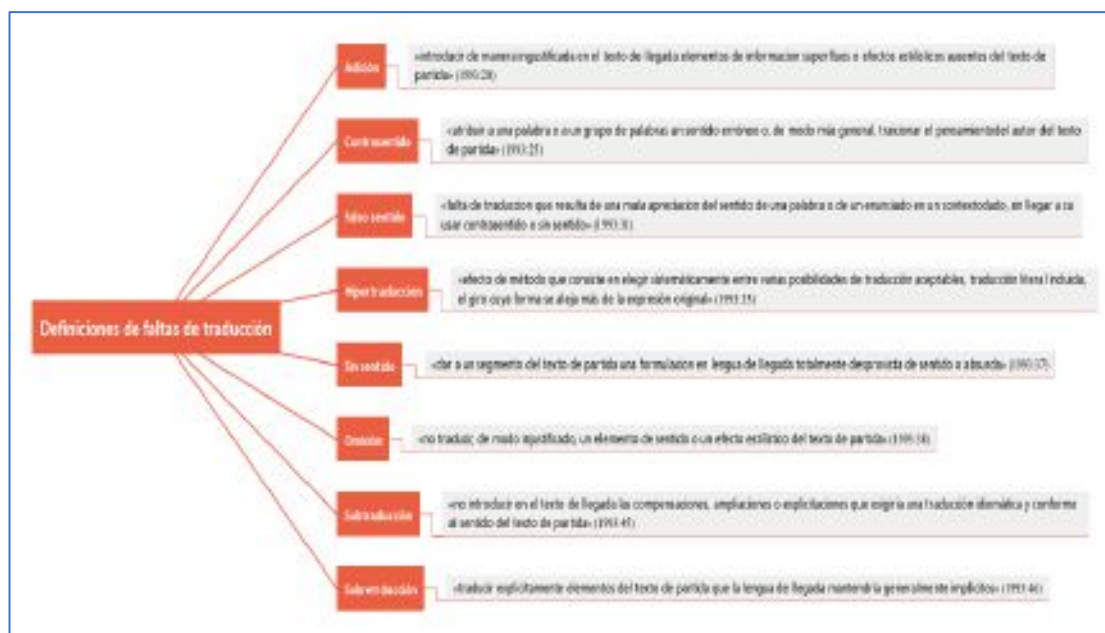 Adición
«introducir de manera injustificada en el texto de llegada elementos de información superfluos o efectos estilísticos ausentes del texto de
partida» (1993:20)
Contrasentido
«atribuir a una palabra o a un grupo de palabras un sentido erróneo o, de modo más general, traicionar el pensamiento del autor del texto
de partida» (1993:25)
Falso sentido
«falta de traducción que resulta de una mala apreciación del sentido de una palabra o de un enunciado en un contexto dado, sin llegar a ca
usar contrasentido o sin sentido» (1993:31)
Hipertraducción
«efecto de método que consiste en elegir sistemáticamente entre varias posibilidades de traducción aceptables, traducción literal incluida,
el giro cuya forma se aleja más de la expresión original» (1993:35)
Definiciones de faltas de traducción
Sin sentido
«dar a un segmento del texto de partida una formulación en lengua de llegada totalmente desprovista de sentido o absurda» (1993:37)
Omisión
«no traducir, de modo injustificado, un elemento de sentido o un efecto estilístico del texto de partida»
Subtraducción
«no introducir en el texto de llegada las compensaciones, ampliaciones o explicitaciones que exigiría una traducción idiomática y conforme
al sentido del texto de partida» (1993:45)
Sobretraducción
«traducir explícitamente elementos del texto de partida que la lengua de llegada mantendría generalmente implícitos» (1993:46)